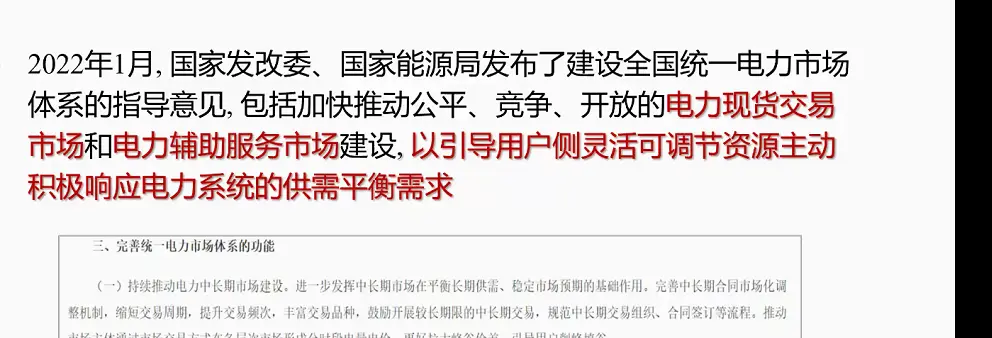 2022年1月, 国家发改委、国家能源局发布了建设全国统一电力市场
体系的指导意见, 包括加快推动公平、竞争、开放的电力现货交易
市场和电力辅助服务市场建设, 以引导用户侧灵活可调节资源主动
积极响应电力系统的供需平衡需求
三、完善统一电力市场体系的功能
（一）持续推动电力中长期市场建设。进一步发挥中长期市场在平衡长期供需、稳定市场预期的基础作用。完善中长期合同市场化调
整机制，缩短交易周期，提升交易频次，丰富交易品种，鼓励开展较长期限的中长期交易，规范中长期交易组织、合同签订等流程。推动